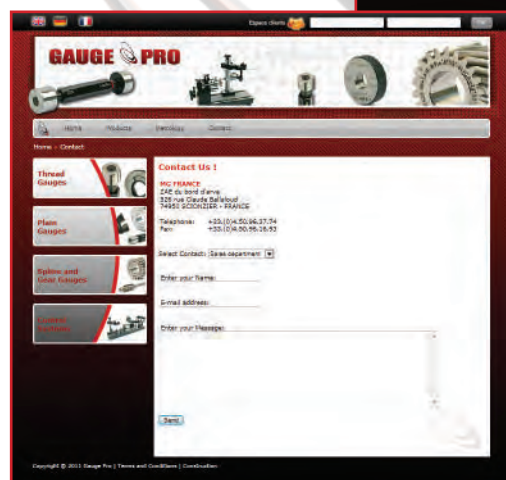 Espace clients
OK
GAUGE PRO
Home Products Metrology Contact
Home - Contact
Thread
Gauges
Plain
Gauges
Spline and
Gear Gauges
Contact Us !
MG FRANCE
ZAE du bord d'arve
528 rue Claude Ballaloud
74950 SCIONZIER - FRANCE
Telephone: +33.(0)4.50.96.37.74
Fax: +33.(0)4.50.96.16.93
Select Contact: Sales department
Enter your Name:
E-mail address:
Enter your Message:
Send
Copyright © 2011 Gauge Pro | Terms and Conditions | Construction